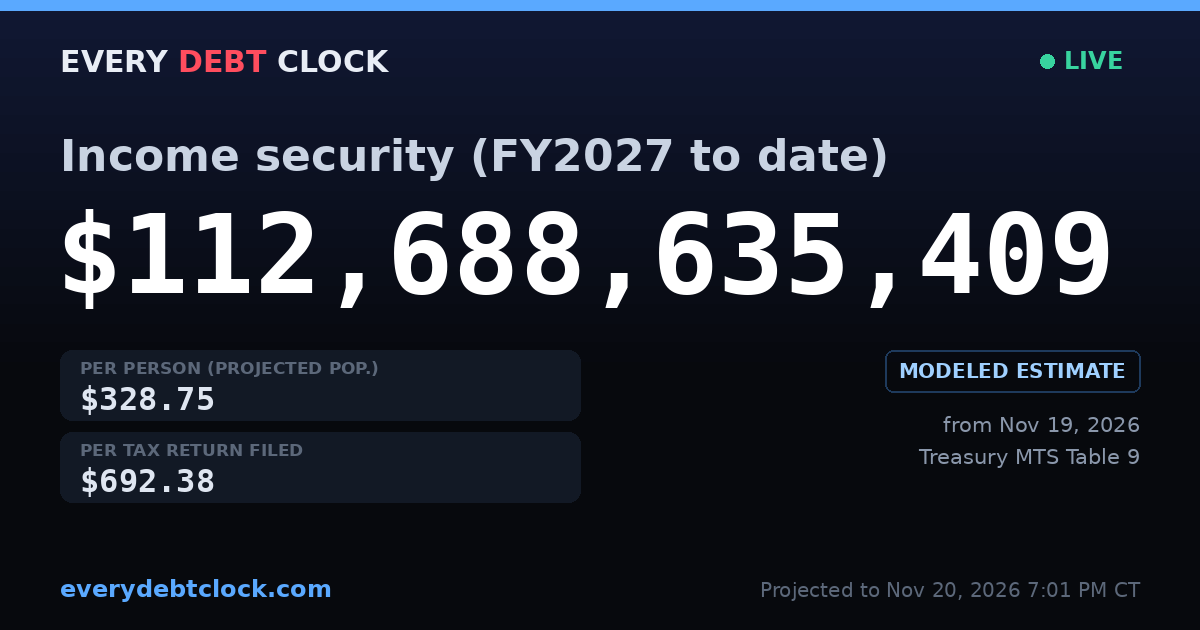 EVERY DEBT CLOCK
LIVE
Income security (FY2027 to date)
$112,688,635,409
PER PERSON (PROJECTED POP.)
$328.75
PER TAX RETURN FILED
$692.38
MODELED ESTIMATE
from Nov 19, 2026
Treasury MTS Table 9
everydebtclock.com
Projected to Nov 20, 2026 7:01 PM CT